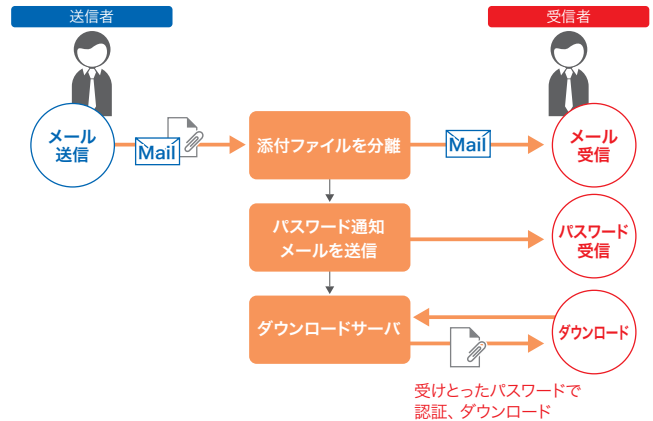 送信者
受信者
メール
送信
Mail
添付ファイルを分離
Mail
メール
受信
パスワード通知
メールを送信
パスワード
受信
ダウンロードサーバ
ダウンロード
受けとったパスワードで
認証、ダウンロード